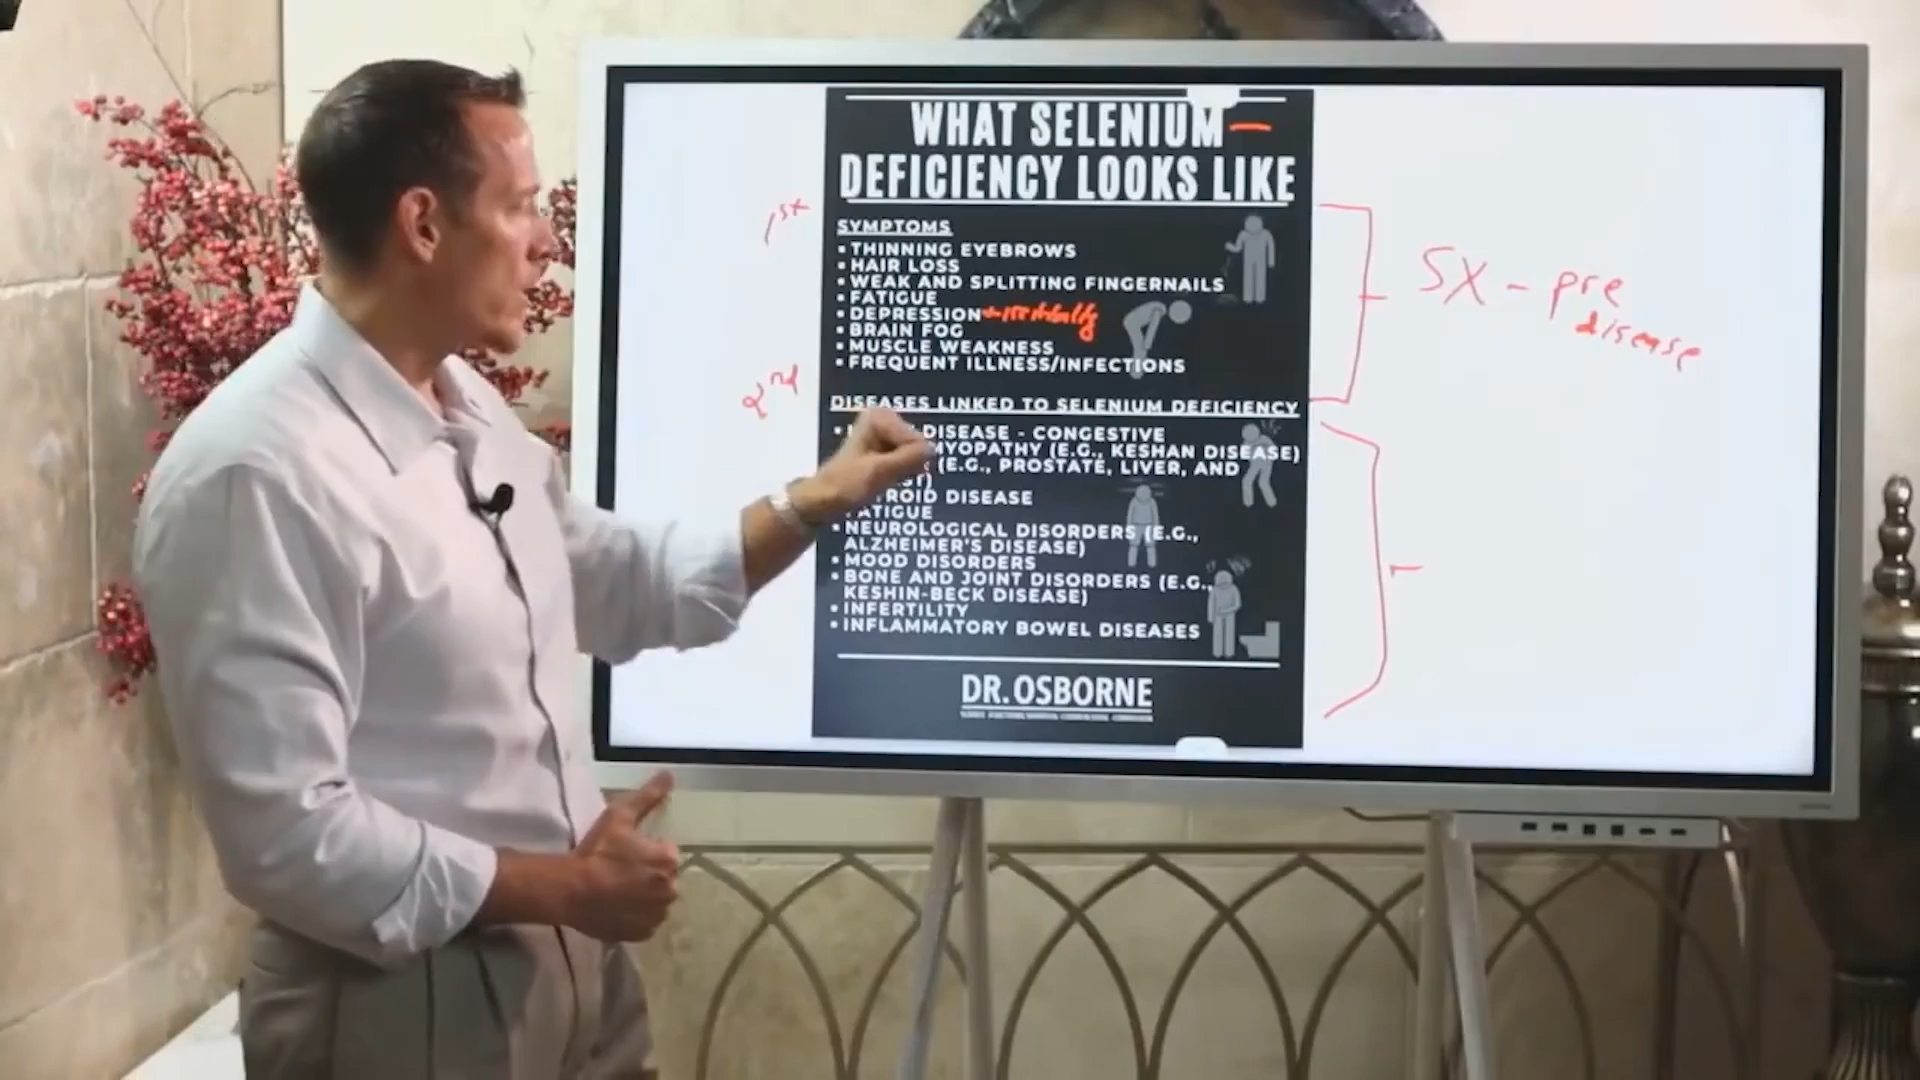 WHAT SELENIUM
DEFICIENCY LOOKS LIKE
1st
SYMPTOMS
▪ THINNING EYEBROWS
▪ HAIR LOSS
▪ WEAK AND SPLITTING FINGERNAILS
▪ FATIGUE
▪ DEPRESSION
▪ BRAIN FOG
▪ MUSCLE WEAKNESS
▪ FREQUENT ILLNESS/INFECTIONS
SX - pre
disease
2nd
DISEASES LINKED TO SELENIUM DEFICIENCY
▪ DISEASE - CONGESTIVE
(E.G., KESHAN DISEASE)
(E.G., PROSTATE, LIVER, AND
DISEASE
FATIGUE
▪ NEUROLOGICAL DISORDERS (E.G.,
ALZHEIMER'S DISEASE)
▪ MOOD DISORDERS
▪ BONE AND JOINT DISORDERS (E.G.,
KESHIN-BECK DISEASE)
▪ INFERTILITY
▪ INFLAMMATORY BOWEL DISEASES
DR. OSBORNE